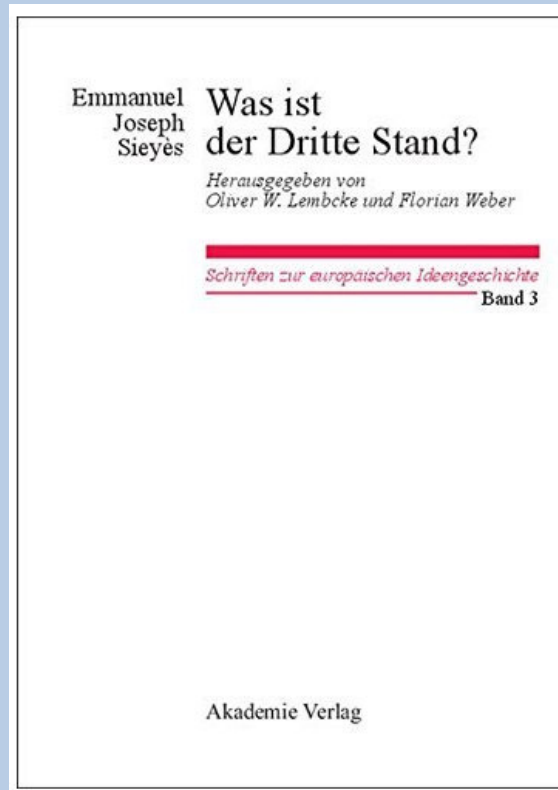 Emmanuel
Joseph
Sieyès
Was ist
der Dritte Stand?
Herausgegeben von
Oliver W. Lembcke und Florian Weber
Schriften zur europäischen Ideengeschichte
Band 3
Akademie Verlag